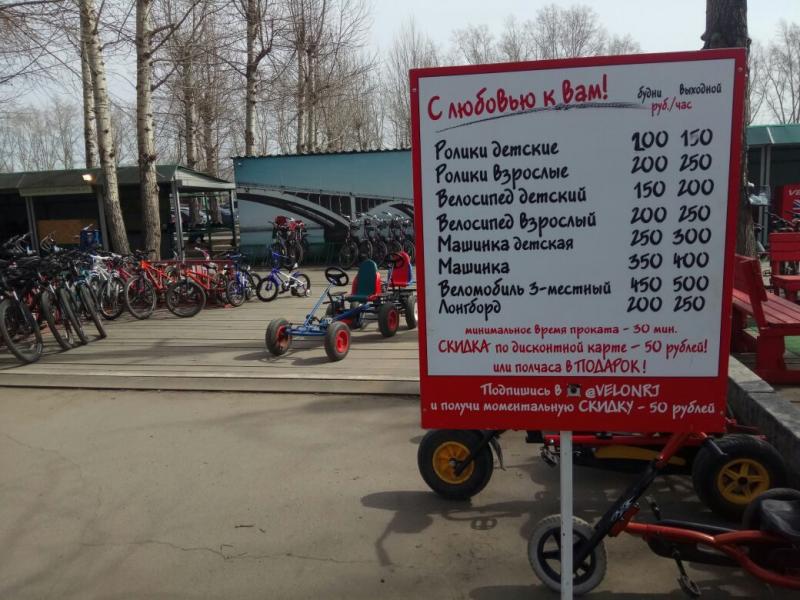 С любовью к вам!
будни выходной
руб./час
Ролики детские 100 150
Ролики взрослые 200 250
Велосипед детский 150 200
Велосипед взрослый 200 250
Машинка детская 250 300
Машинка 350 400
Веломобиль 3-местный 450 500
Лонгборд 200 250
минимальное время проката - 30 мин.
СКИДКА по дисконтной карте - 50 рублей!
или полчаса в ПОДАРОК!
Подпишись в @VELONRJ
и получи моментальную СКИДКУ - 50 рублей